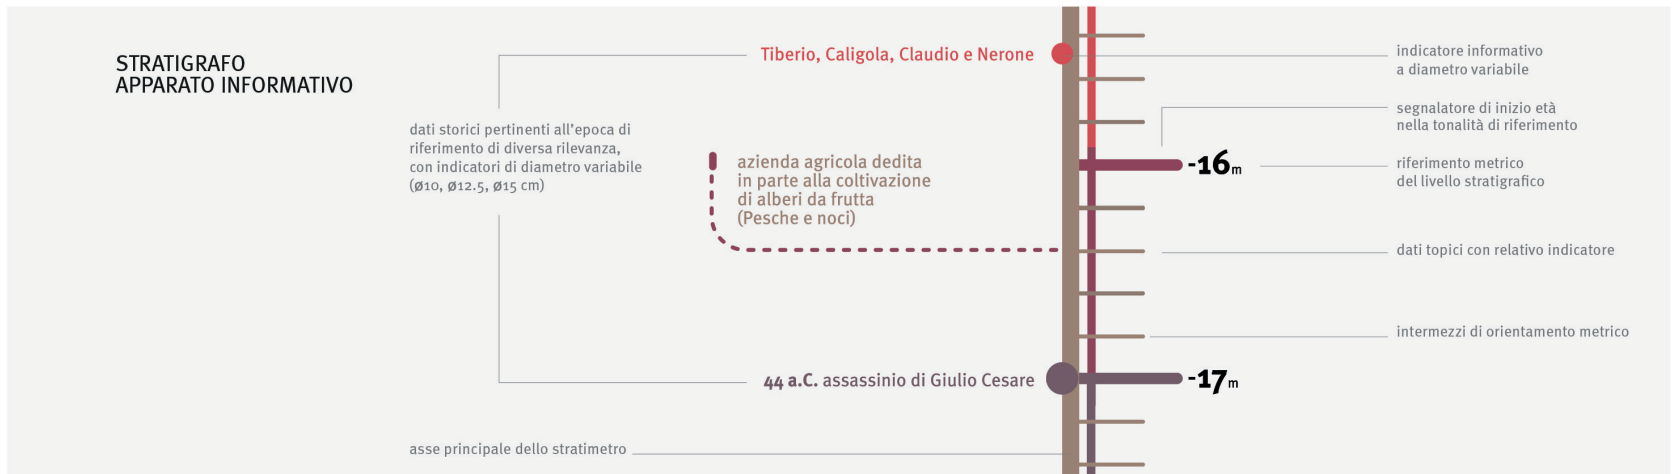 STRATIGRAFO
APPARATO INFORMATIVO
dati storici pertinenti all'epoca di
riferimento di diversa rilevanza,
con indicatori di diametro variabile
(ø10, ø12.5, ø15 cm)
asse principale dello stratimetro
Tiberio, Caligola, Claudio e Nerone
azienda agricola dedita
in parte alla coltivazione
di alberi da frutta
(Pesche e noci)
44 a.C. assassinio di Giulio Cesare
-16m
-17m
indicatore informativo
a diametro variabile
segnalatore di inizio età
nella tonalità di riferimento
riferimento metrico
del livello stratigrafico
dati topici con relativo indicatore
intermezzi di orientamento metrico